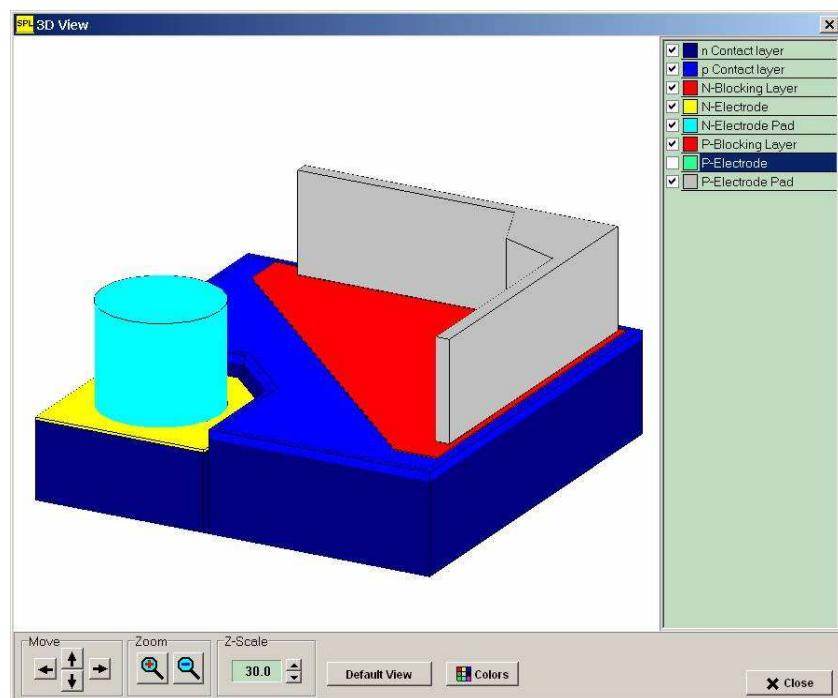 SPL 3D View
n Contact layer
p Contact layer
N-Blocking Layer
N-Electrode
N-Electrode Pad
P-Blocking Layer
P-Electrode
P-Electrode Pad
Move
Zoom
Z-Scale
30.0
Default View
Colors
Close